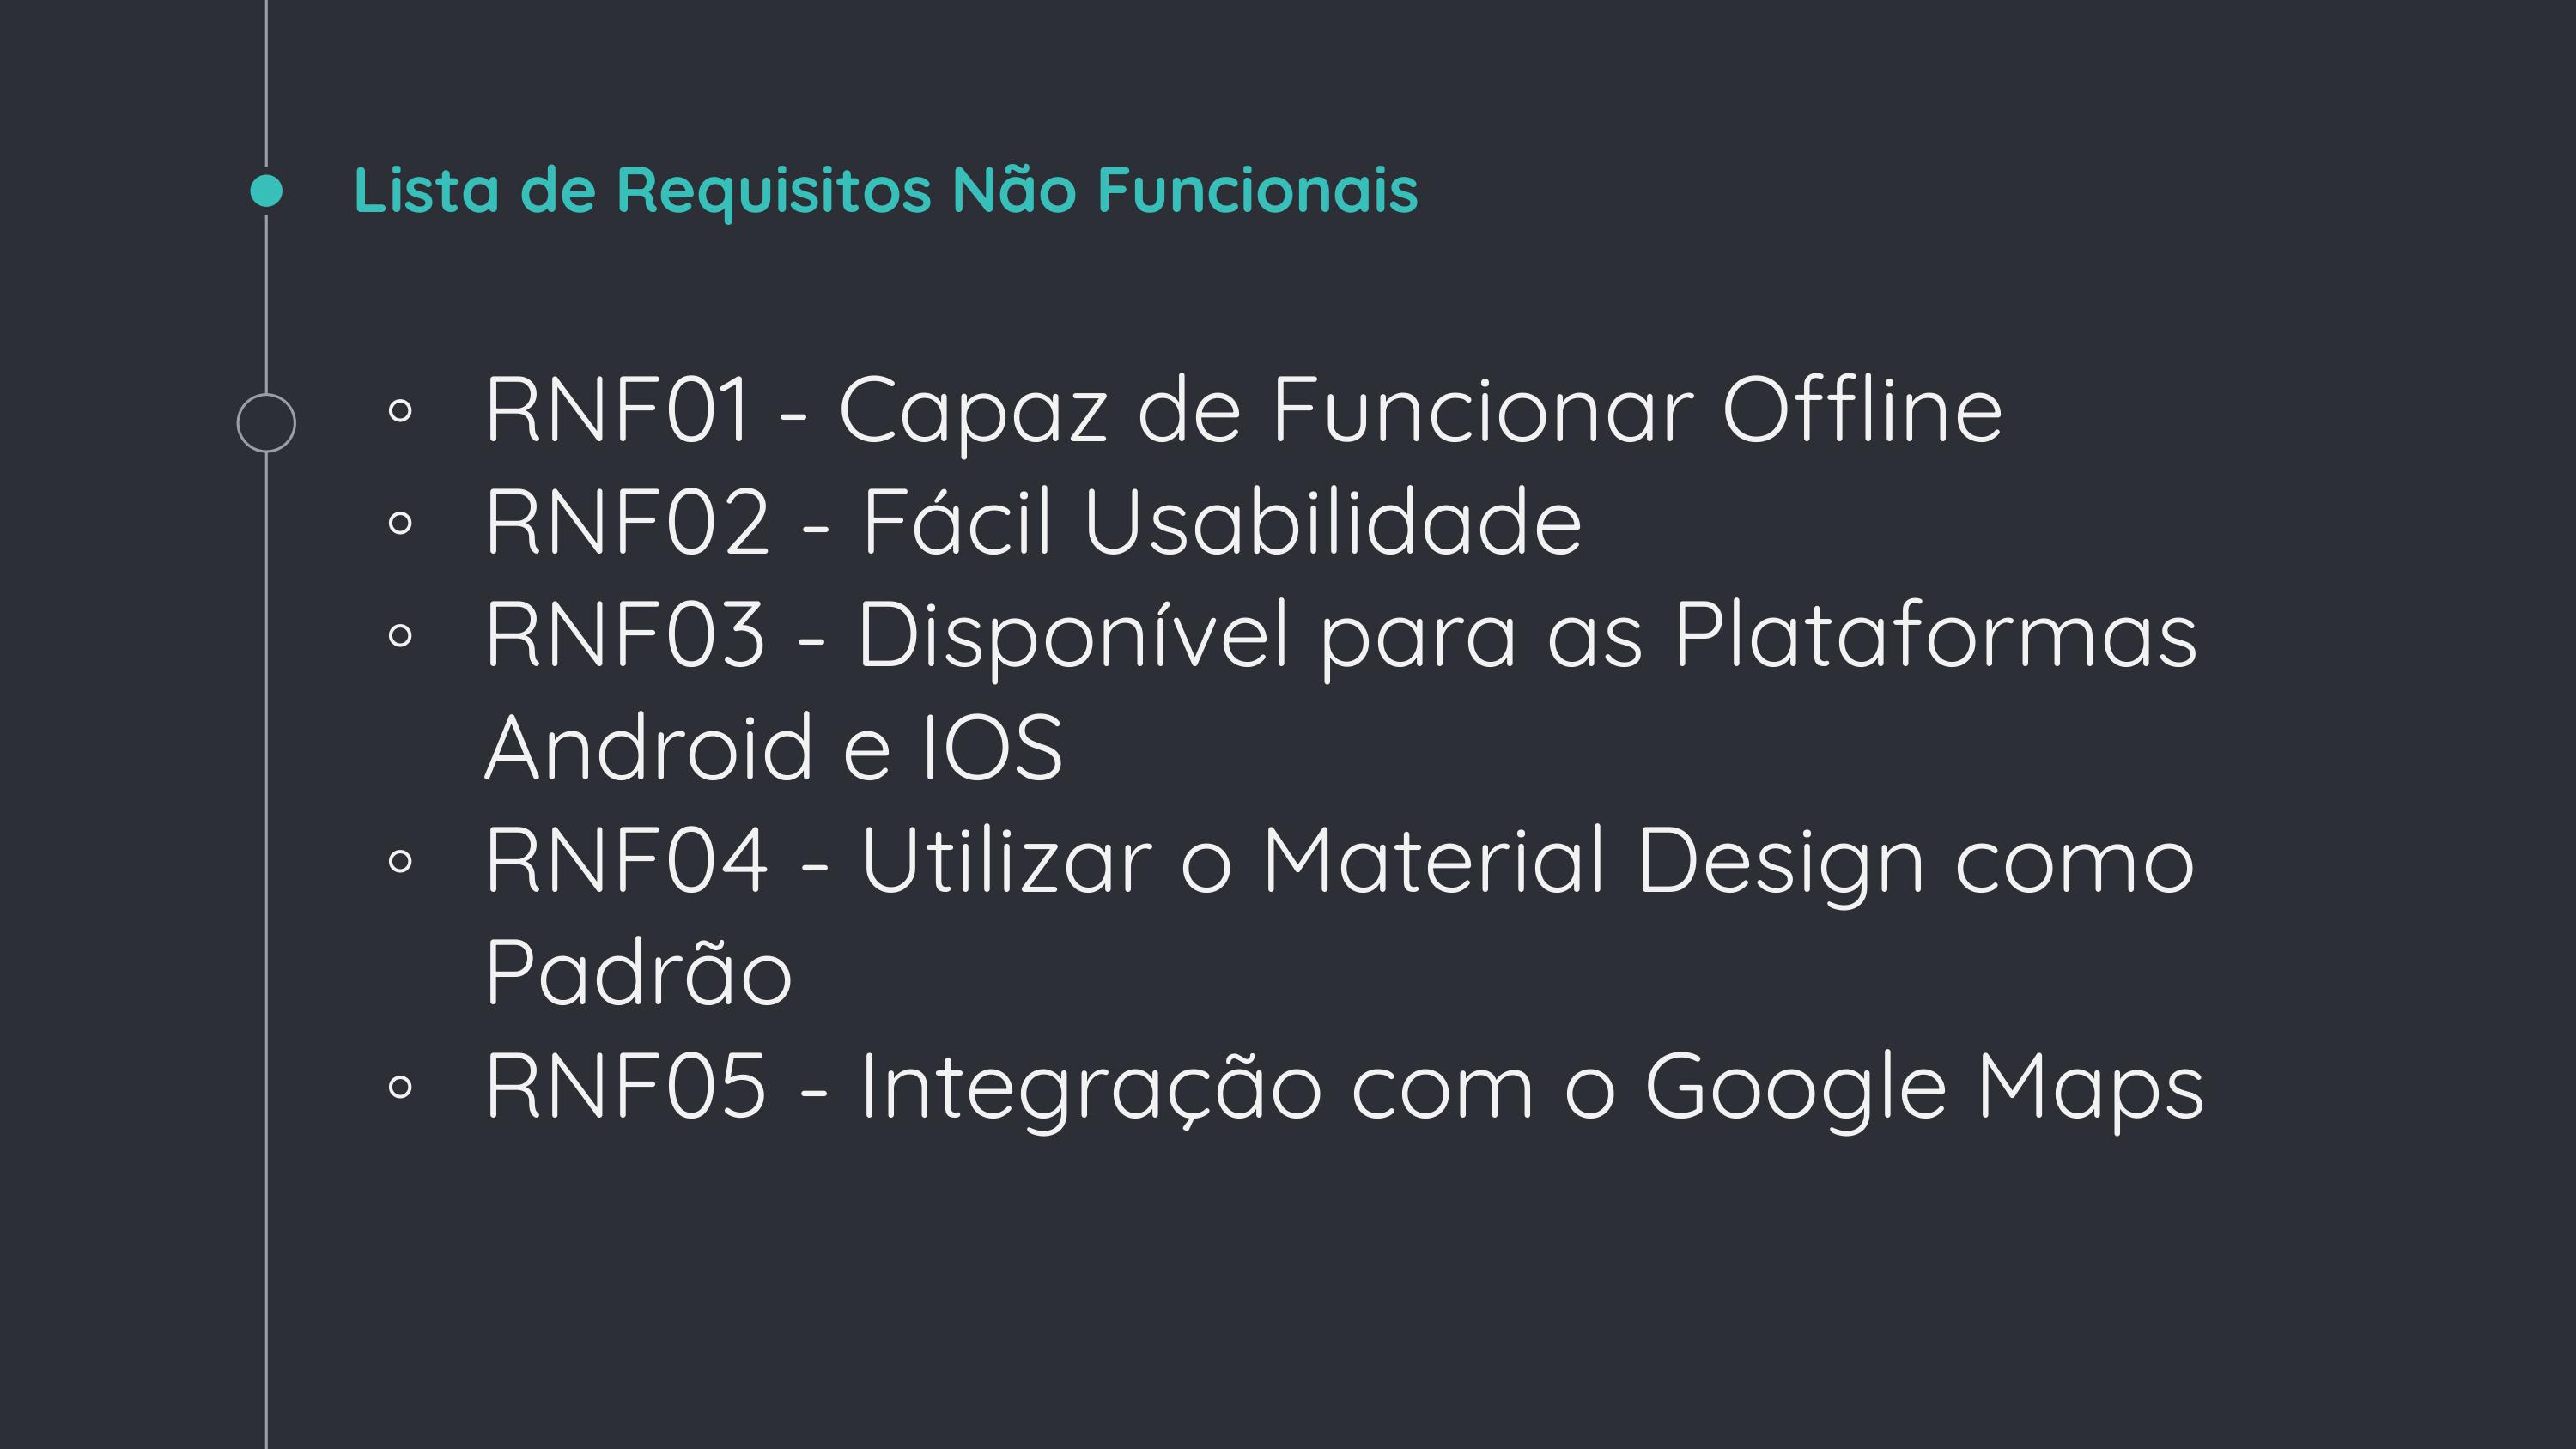 Lista de Requisitos Não Funcionais
RNF01 - Capaz de Funcionar Offline
RNF02 - Fácil Usabilidade
RNF03 - Disponível para as Plataformas
Android e IOS
RNF04 - Utilizar o Material Design como
Padrão
RNF05 - Integração com o Google Maps